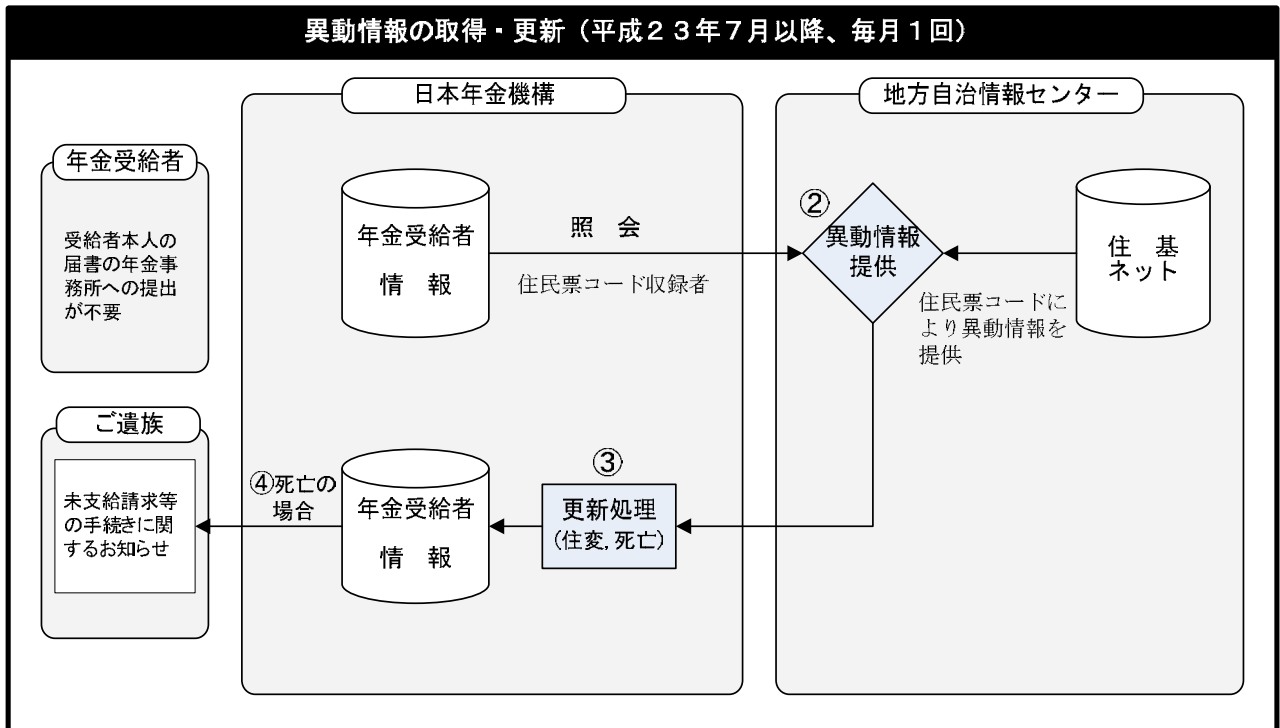 異動情報の取得・更新（平成２３年７月以降、毎月１回）
日本年金機構
地方自治情報センター
年金受給者
受給者本人の
届書の年金事
務所への提出
が不要
年金受給者
情　報
照　会
住民票コード収録者
②
異動情報
提供
住　基
ネット
住民票コードに
より異動情報を
提供
ご遺族
未支給請求等
の手続きに関
するお知らせ
④死亡の
場合
年金受給者
情　報
③
更新処理
(住変,死亡)